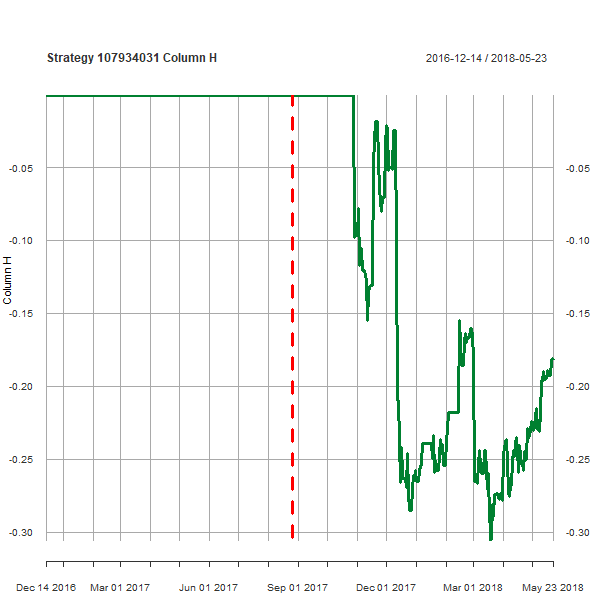 Strategy 107934031 Column H
2016-12-14 / 2018-05-23
Column H
-0.05 -0.05
-0.10 -0.10
-0.15 -0.15
-0.20 -0.20
-0.25 -0.25
-0.30 -0.30
Dec 14 2016 Mar 01 2017 Jun 01 2017 Sep 01 2017 Dec 01 2017 Mar 01 2018 May 23 2018